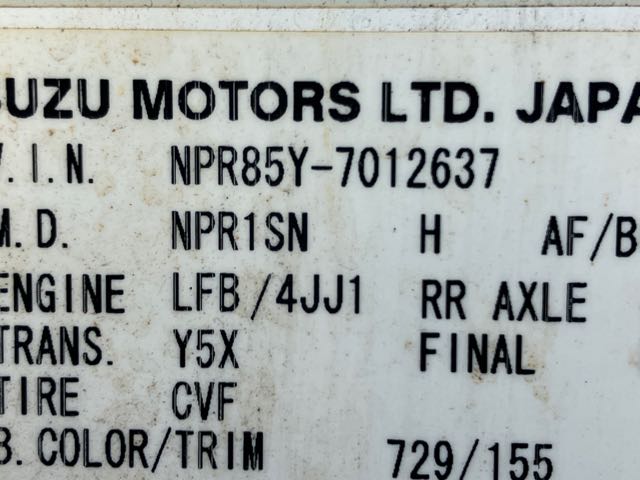 SUZU MOTORS LTD. JAPA
V.I.N. NPR85Y-7012637
M.D. NPR1SN H AF/B
ENGINE LFB/4JJ1 RR AXLE
TRANS. Y5X FINAL
TIRE CVF
B.COLOR/TRIM 729/155